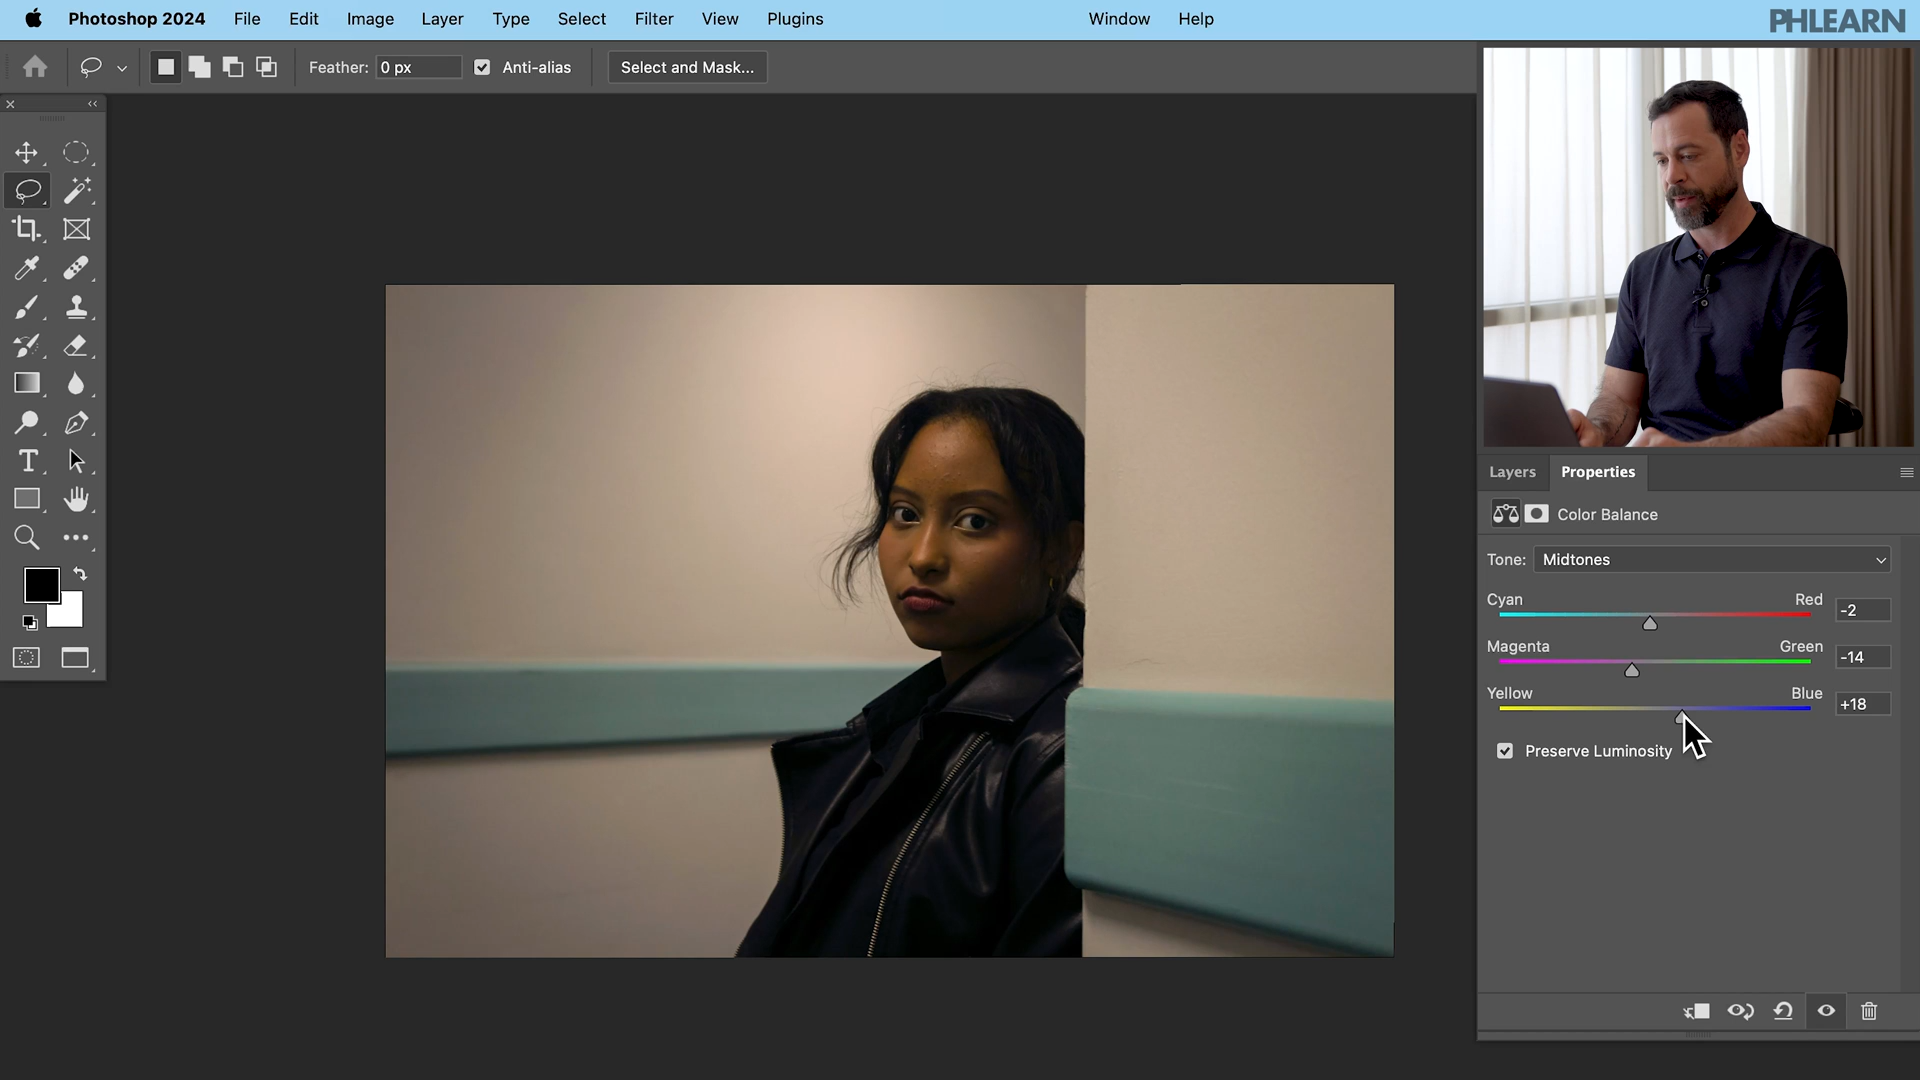 Photoshop 2024 File Edit Image Layer Type Select Filter View Plugins Window Help
PHLEARN
Feather: 0 px Anti-alias Select and Mask...
Layers Properties
Color Balance
Tone: Midtones
Cyan Red -2
Magenta Green -14
Yellow Blue +18
Preserve Luminosity